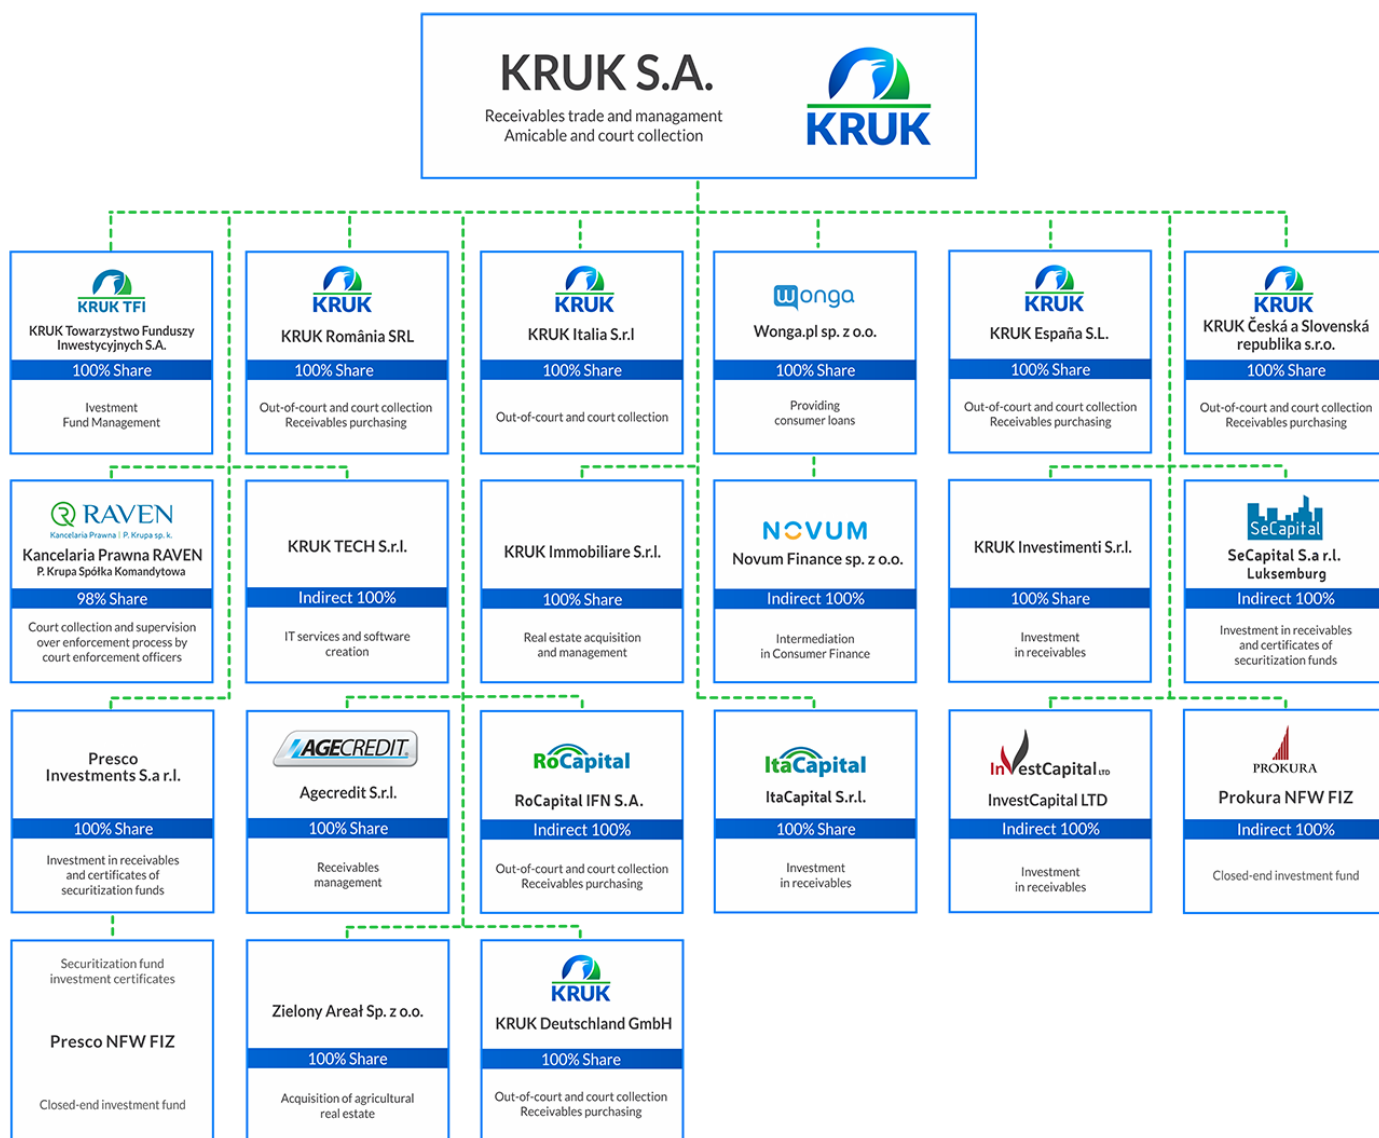 KRUK S.A.
Receivables trade and managament
Amicable and court collection
KRUK
KRUK TFI
KRUK Towarzystwo Funduszy
Inwestycyjnych S.A.
100% Share
Ivestment
Fund Management
KRUK
KRUK România SRL
100% Share
Out-of-court and court collection
Receivables purchasing
KRUK
KRUK Italia S.r.l
100% Share
Out-of-court and court collection
wonga
Wonga.pl sp. z o.o.
100% Share
Providing
consumer loans
KRUK
KRUK España S.L.
100% Share
Out-of-court and court collection
Receivables purchasing
KRUK
KRUK Česká a Slovenská
republika s.r.o.
100% Share
Out-of-court and court collection
Receivables purchasing
RAVEN
Kancelaria Prawna | P. Krupa sp. k.
Kancelaria Prawna RAVEN
P. Krupa Spółka Komandytowa
98% Share
Court collection and supervision
over enforcement process by
court enforcement officers
KRUK TECH S.r.l.
Indirect 100%
IT services and software
creation
KRUK Immobiliare S.r.l.
100% Share
Real estate acquisition
and management
NOVUM
Novum Finance sp. z o.o.
Indirect 100%
Intermediation
in Consumer Finance
KRUK Investimenti S.r.l.
100% Share
Investment
in receivables
SeCapital
SeCapital S.a r.l.
Luksemburg
Indirect 100%
Investment in receivables
and certificates of
securitization funds
Presco
Investments S.a r.l.
100% Share
Investment in receivables
and certificates of
securitization funds
AGECREDIT
Agecredit S.r.l.
100% Share
Receivables
management
RoCapital
RoCapital IFN S.A.
Indirect 100%
Out-of-court and court collection
Receivables purchasing
ItaCapital
ItaCapital S.r.l.
100% Share
Investment
in receivables
InvestCapital LTD
InvestCapital LTD
Indirect 100%
Investment
in receivables
PROKURA
Prokura NFW FIZ
Indirect 100%
Closed-end investment fund
Securitization fund
investment certificates
Presco NFW FIZ
Closed-end investment fund
Zielony Areał Sp. z o.o.
100% Share
Acquisition of agricultural
real estate
KRUK
KRUK Deutschland GmbH
100% Share
Out-of-court and court collection
Receivables purchasing